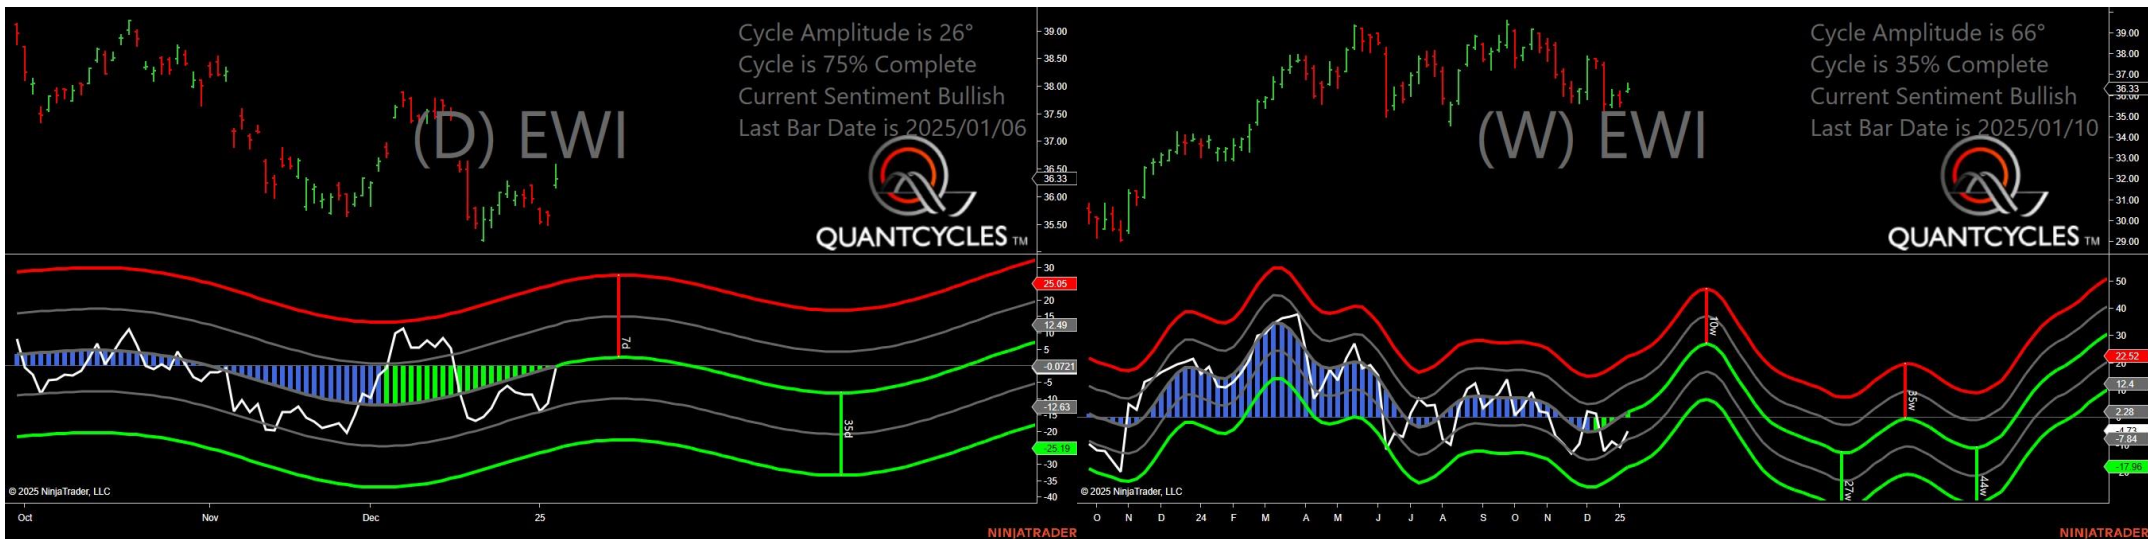 Cycle Amplitude is 26°
Cycle is 75% Complete
Current Sentiment Bullish
Last Bar Date is 2025/01/06
(D) EWI
QUANTCYCLES TM
39.00
38.50
38.00
37.50
37.00
36.50
36.33
36.00
35.50
30
25.05
20
15
12.49
10
5
-0.0721
-5
-10
-12.63
-15
-20
-25.19
-30
-35
-40
7d
35d
© 2025 NinjaTrader, LLC
Oct
Nov
Dec
25
NINJATRADER
Cycle Amplitude is 66°
Cycle is 35% Complete
Current Sentiment Bullish
Last Bar Date is 2025/01/10
(W) EWI
QUANTCYCLES TM
39.00
38.00
37.00
36.33
36.00
35.00
34.00
33.00
32.00
31.00
30.00
29.00
50
40
30
22.52
20
12.4
2.28
-4.73
-7.84
-17.96
10w
27w
35w
44w
© 2025 NinjaTrader, LLC
O N D 24 F M A M J J A S O N D 25
NINJATRADER